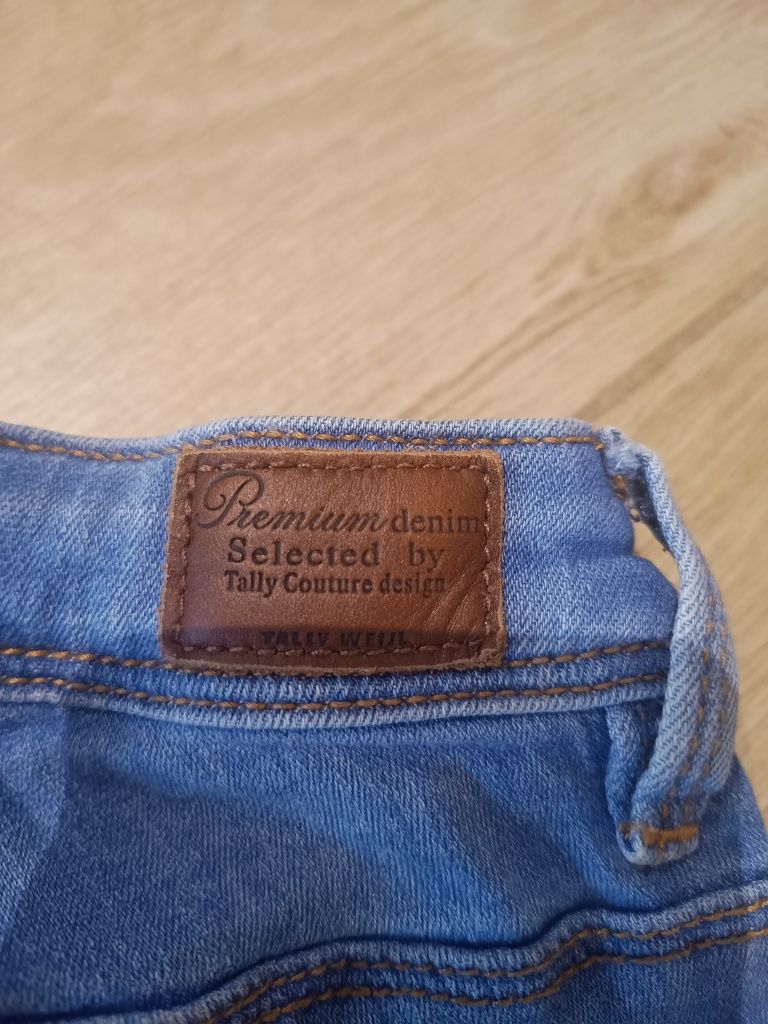 Premium denim
Selected by
Tally Couture design
TALLY WEIJL